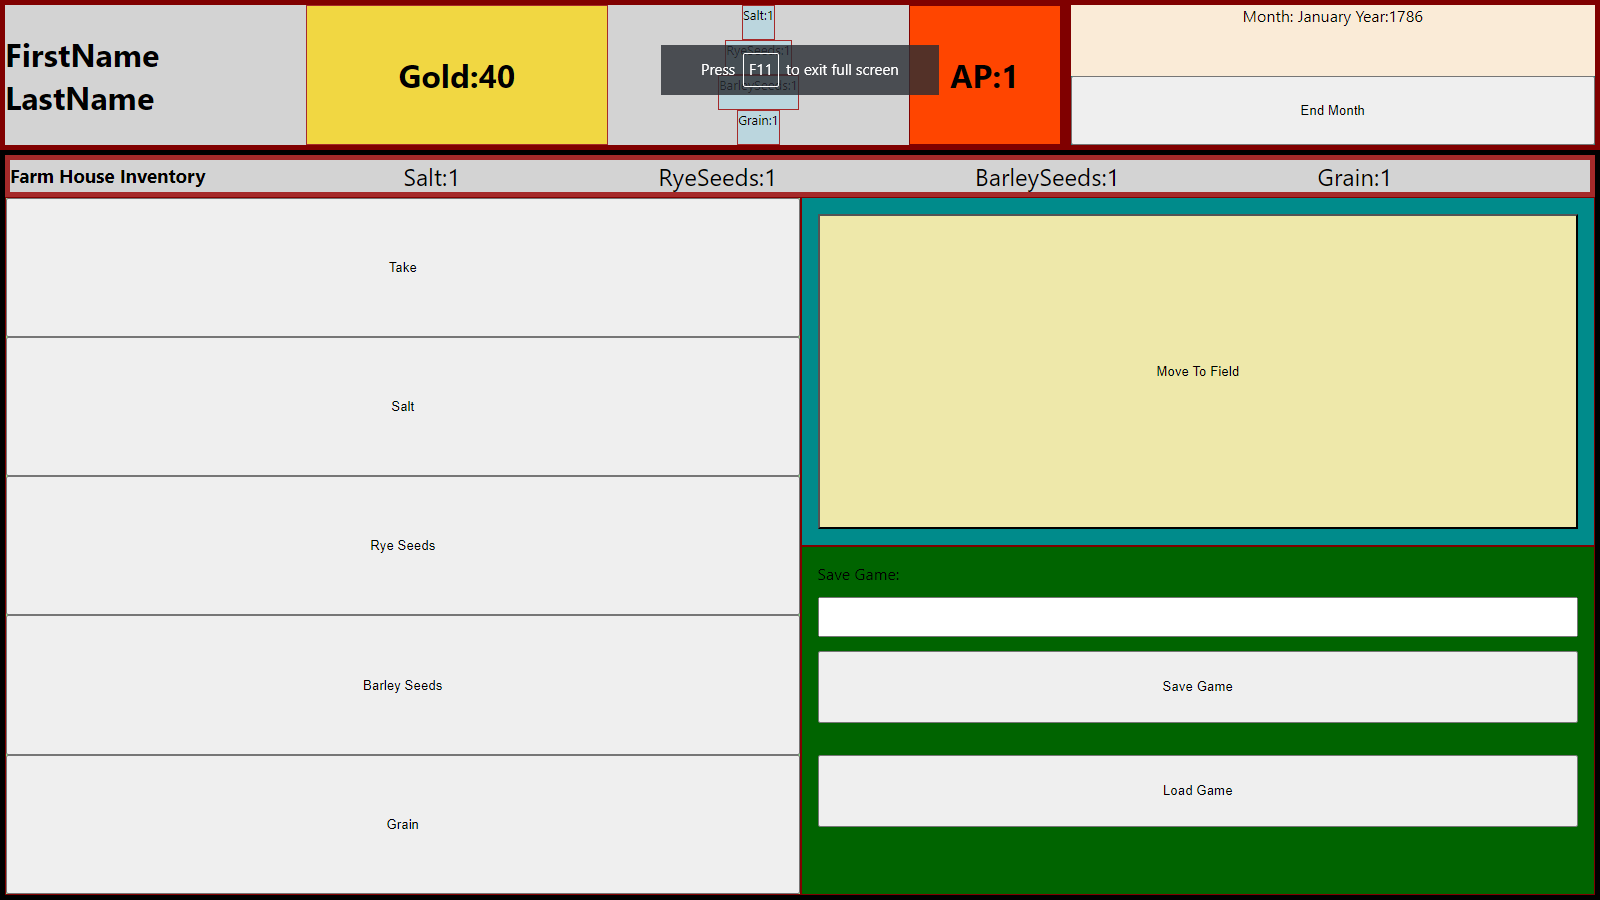 FirstName
LastName
Gold:40
Salt:1
RyeSeeds:1
BarleySeeds:1
Grain:1
Press F11 to exit full screen
AP:1
Month: January Year:1786
End Month
Farm House Inventory
Salt:1
RyeSeeds:1
BarleySeeds:1
Grain:1
Take
Salt
Rye Seeds
Barley Seeds
Grain
Move To Field
Save Game:
Save Game
Load Game